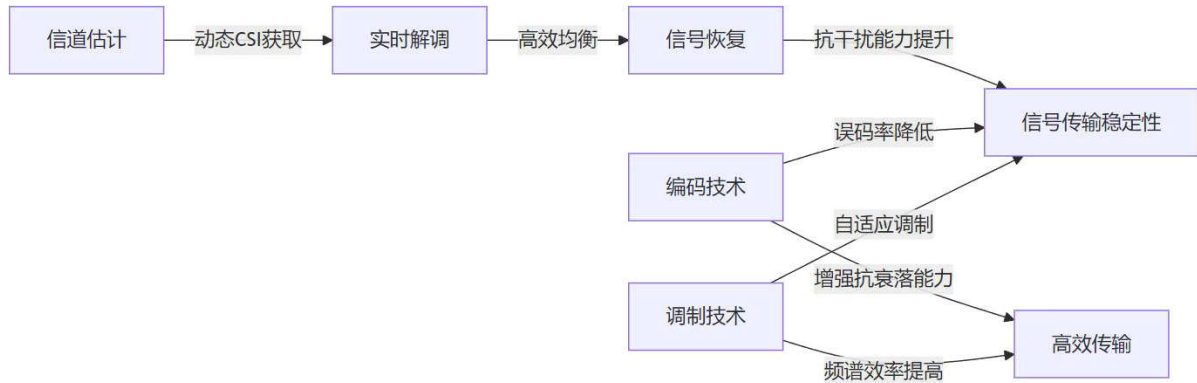 信道估计
动态CSI获取
实时解调
高效均衡
信号恢复
抗干扰能力提升
信号传输稳定性
误码率降低
编码技术
自适应调制
增强抗衰落能力
调制技术
高效传输
频谱效率提高